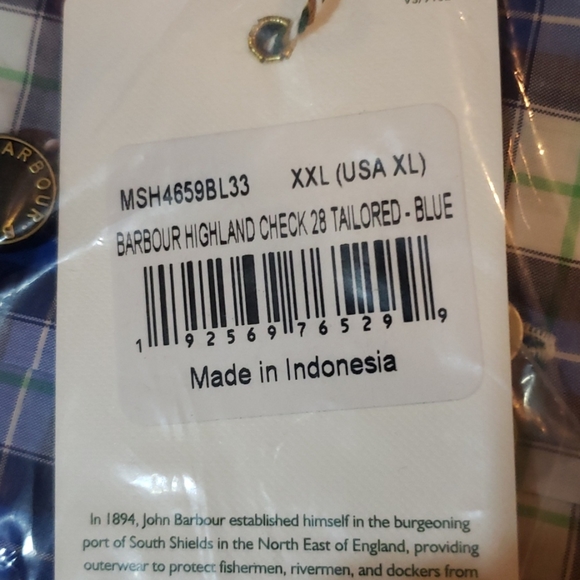 MSH4659BL33 XXL (USA XL)
BARBOUR HIGHLAND CHECK 28 TAILORED - BLUE
1 92569 76529 9
Made in Indonesia
ARBOUR
In 1894, John Barbour established himself in the burgeoning
port of South Shields in the North East of England, providing
outerwear to protect fishermen, rivermen, and dockers from